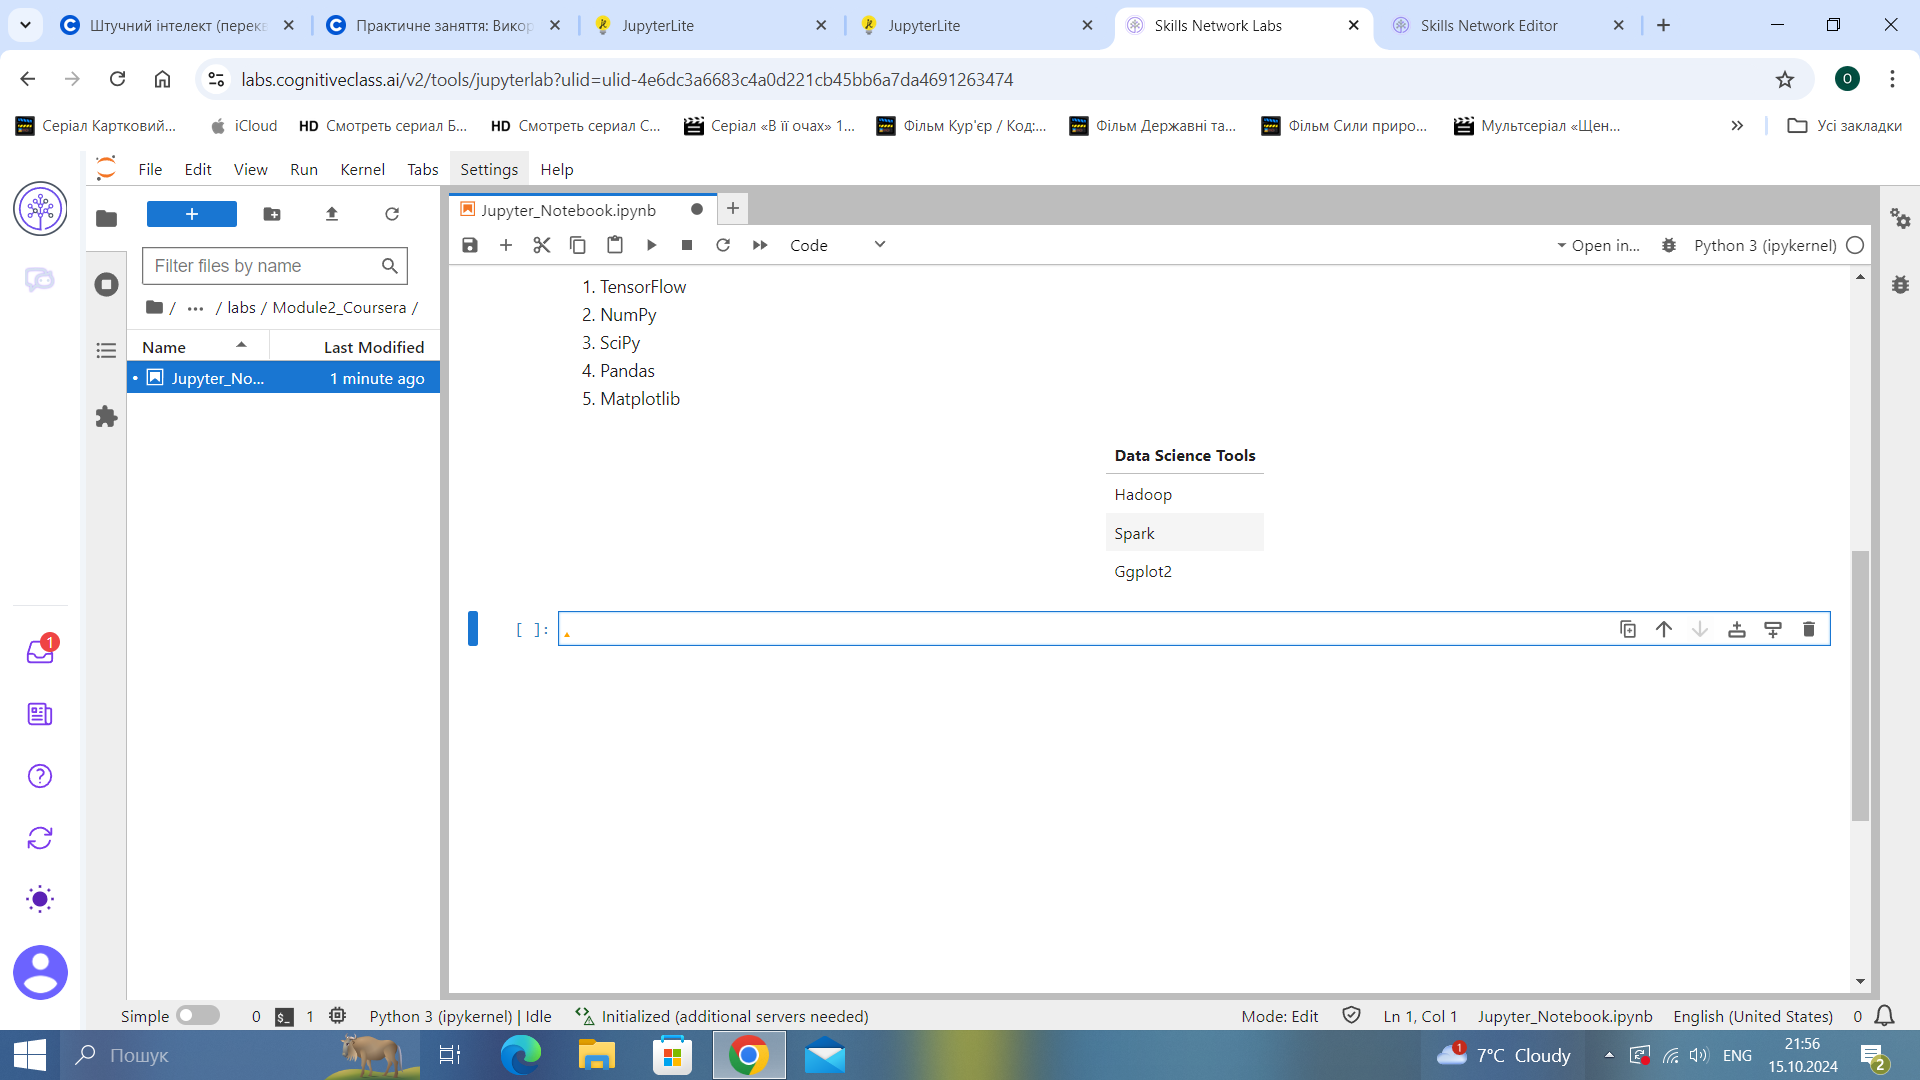 Штучний інтелект (перекв
Практичне заняття: Викор
JupyterLite
JupyterLite
Skills Network Labs
Skills Network Editor
labs.cognitiveclass.ai/v2/tools/jupyterlab?ulid=ulid-4e6dc3a6683c4a0d221cb45bb6a7da4691263474
O
Серіал Картковий...
iCloud
HD Смотреть сериал Б...
HD Смотреть сериал С...
Серіал «В її очах» 1...
Фільм Кур'єр / Код:...
Фільм Державні та...
Фільм Сили приро...
Мультсеріал «Щен...
»
Усі закладки
File Edit View Run Kernel Tabs Settings Help
Jupyter_Notebook.ipynb
Code
Open in...
Python 3 (ipykernel)
Filter files by name
/ ... / labs / Module2_Coursera /
Name Last Modified
Jupyter_No... 1 minute ago
1. TensorFlow
2. NumPy
3. SciPy
4. Pandas
5. Matplotlib
Data Science Tools
Hadoop
Spark
Ggplot2
[ ]:
1
Simple 0 $_ 1 Python 3 (ipykernel) | Idle Initialized (additional servers needed)
Mode: Edit Ln 1, Col 1 Jupyter_Notebook.ipynb English (United States) 0
Пошук
1 7°C Cloudy
ENG
21:56
15.10.2024
2